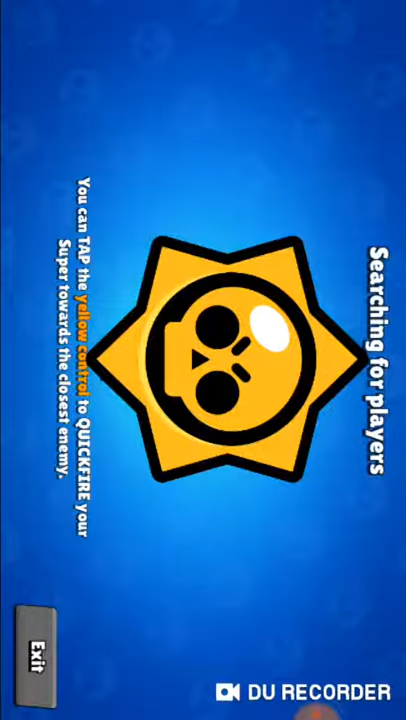 Searching for players
You can TAP the yellow control to QUICKFIRE your
Super towards the closest enemy.
Exit
DU RECORDER